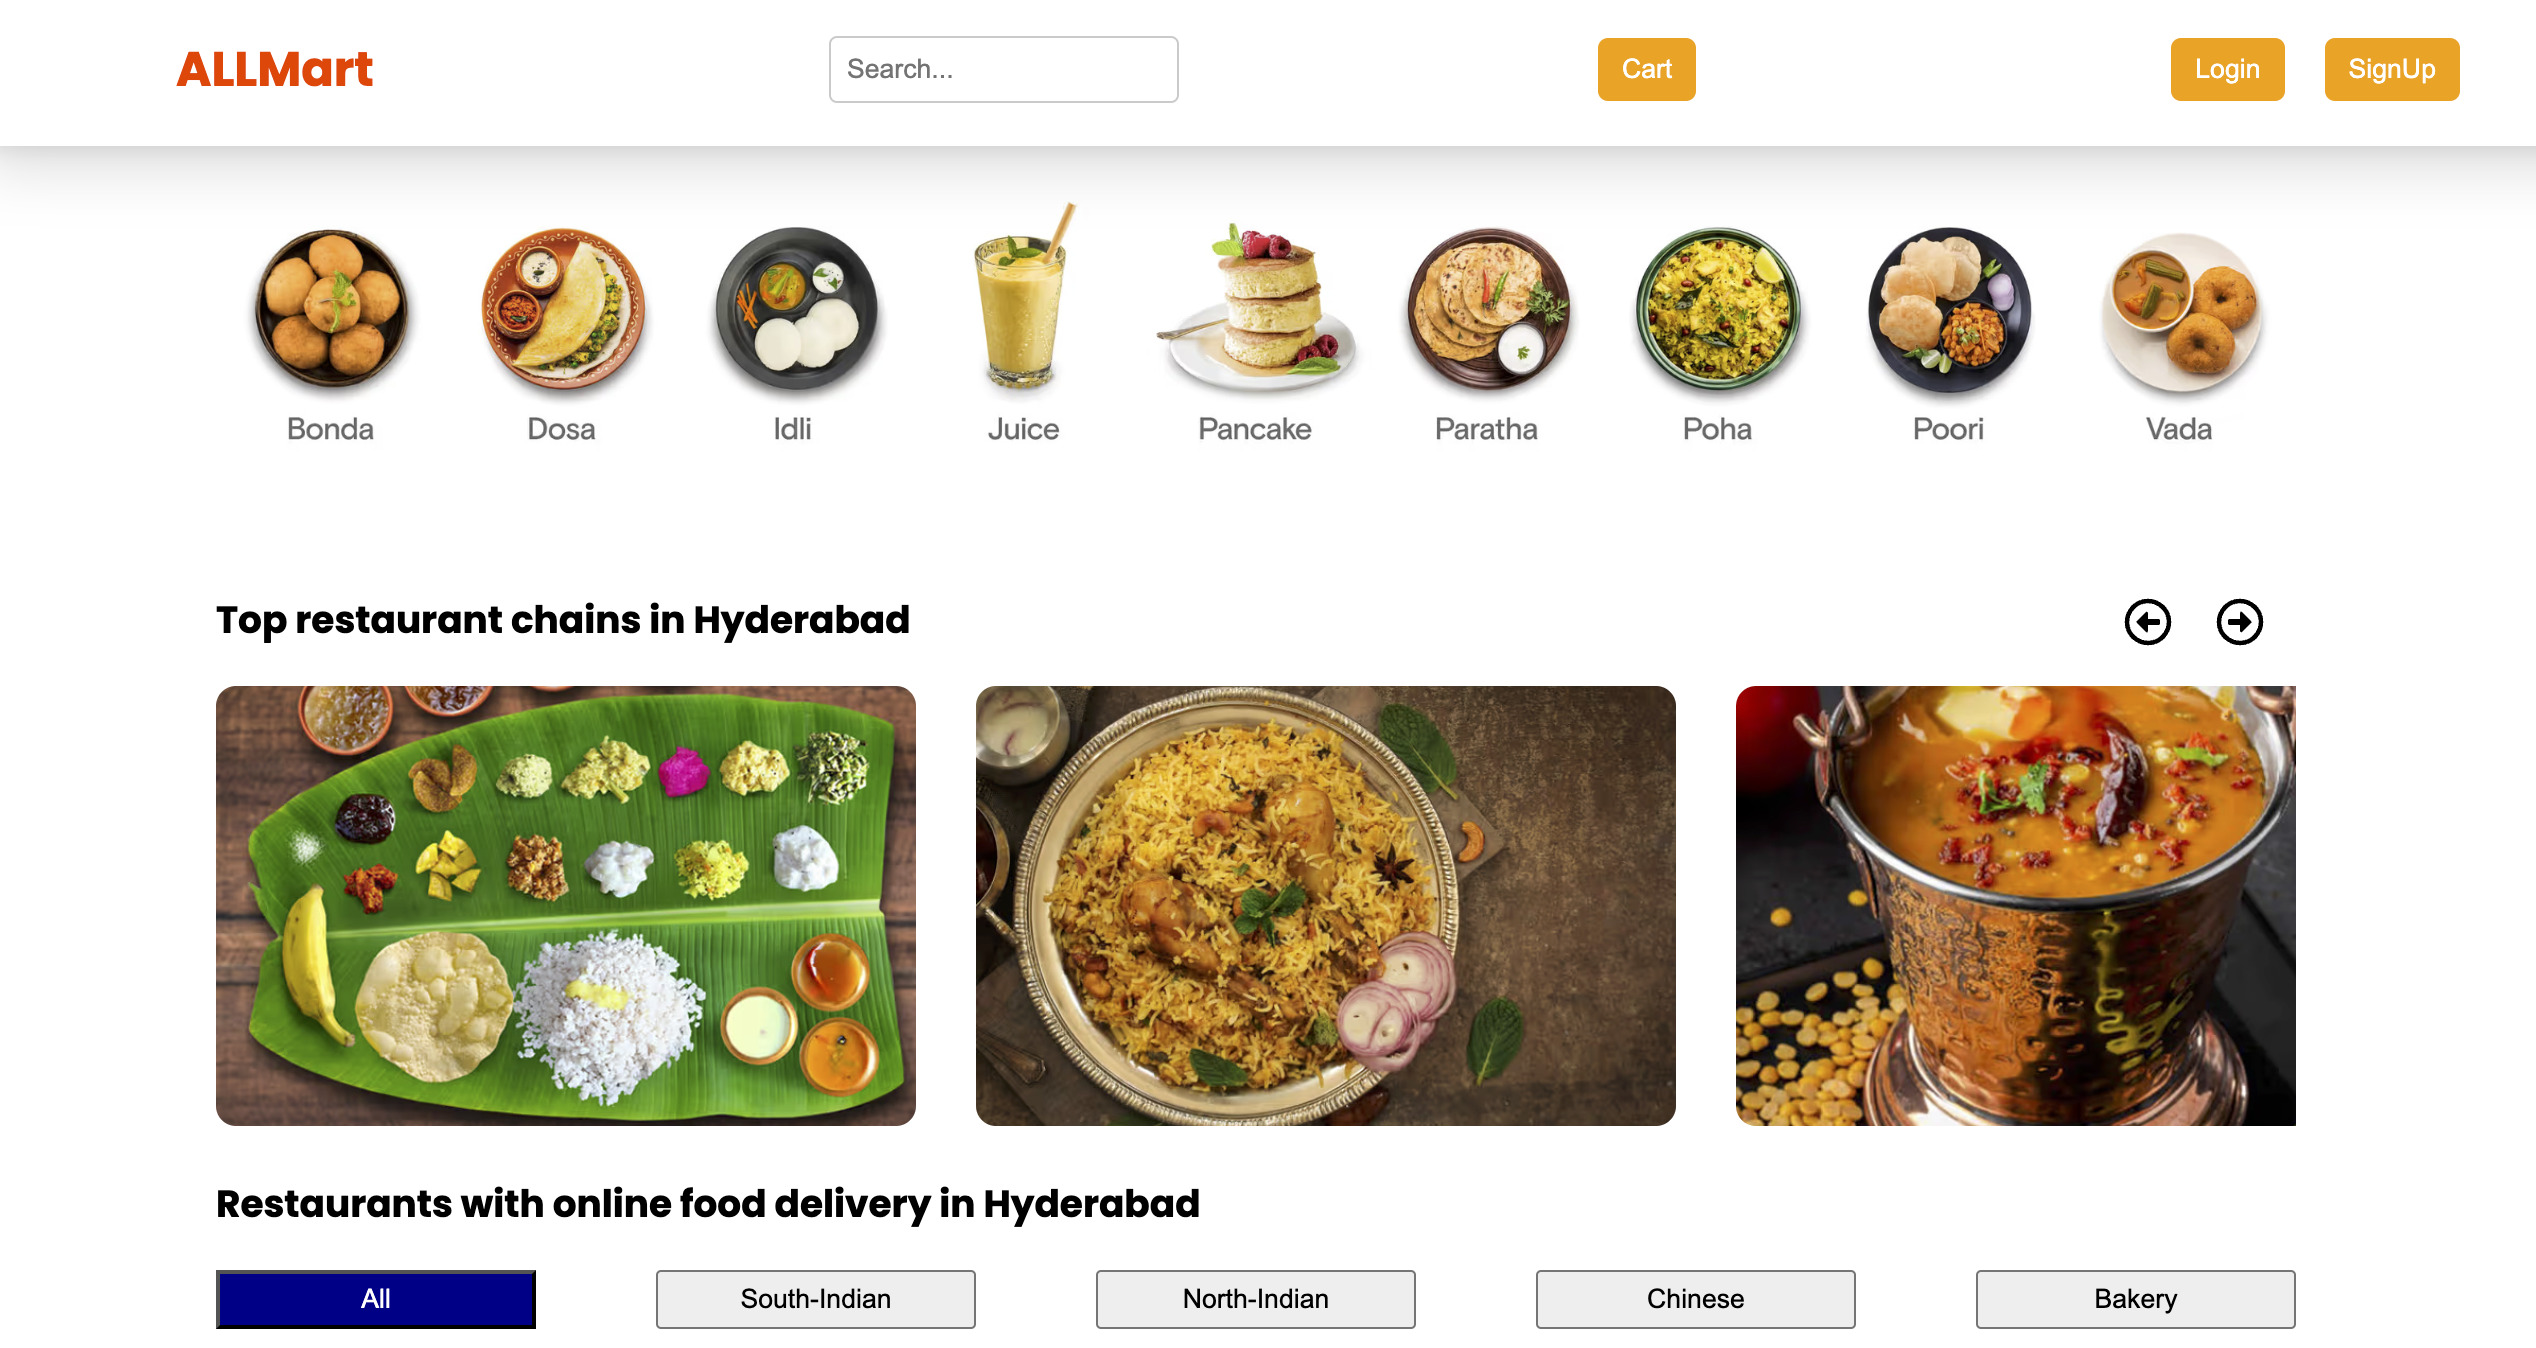 ALLMart
Search...
Cart
Login
SignUp
Bonda
Dosa
Idli
Juice
Pancake
Paratha
Poha
Poori
Vada
Top restaurant chains in Hyderabad
Restaurants with online food delivery in Hyderabad
All
South-Indian
North-Indian
Chinese
Bakery